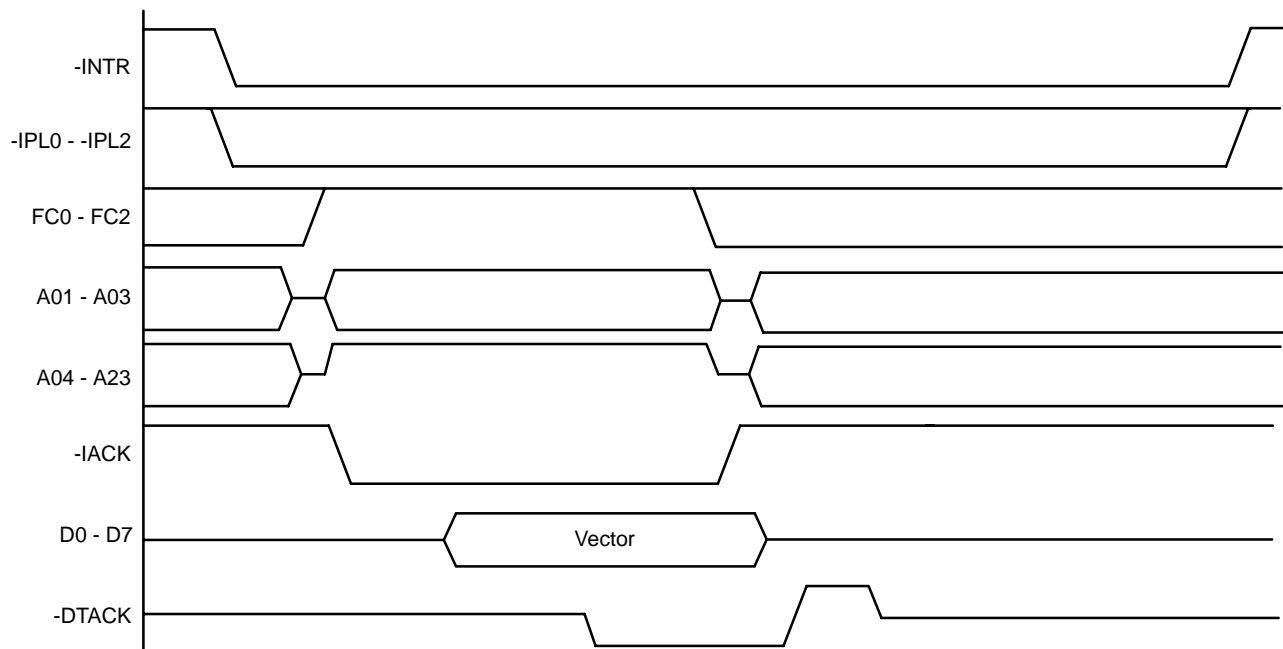 -INTR
-IPL0 - -IPL2
FC0 - FC2
A01 - A03
A04 - A23
-IACK
D0 - D7
Vector
-DTACK